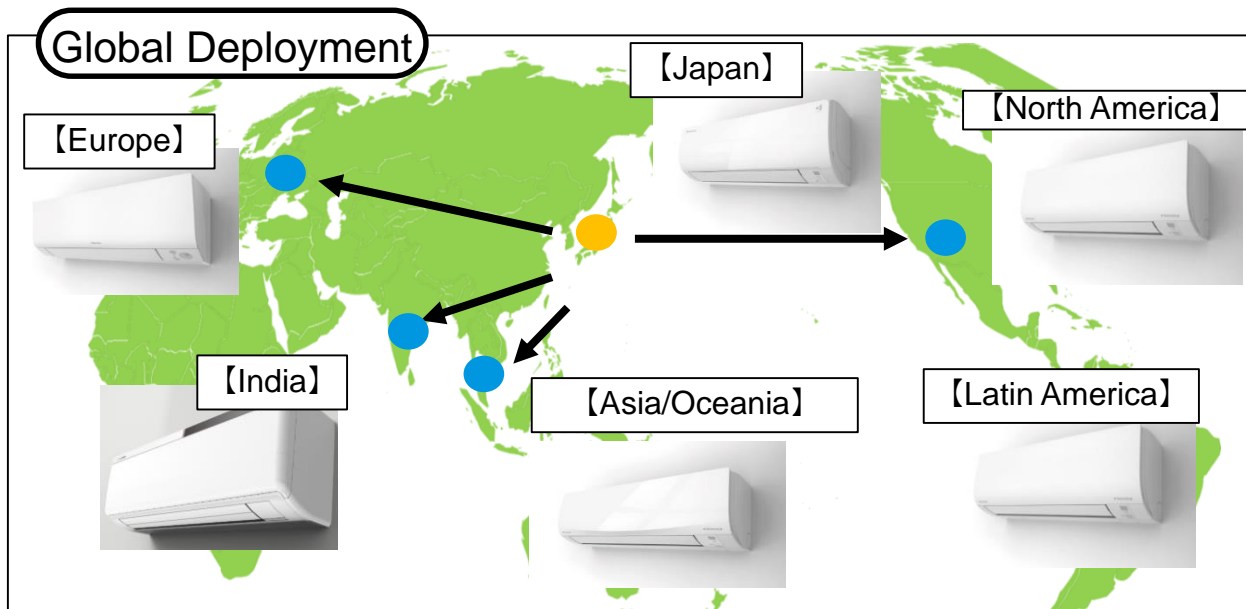 Global Deployment
【Japan】
【North America】
【Europe】
【India】
【Asia/Oceania】
【Latin America】